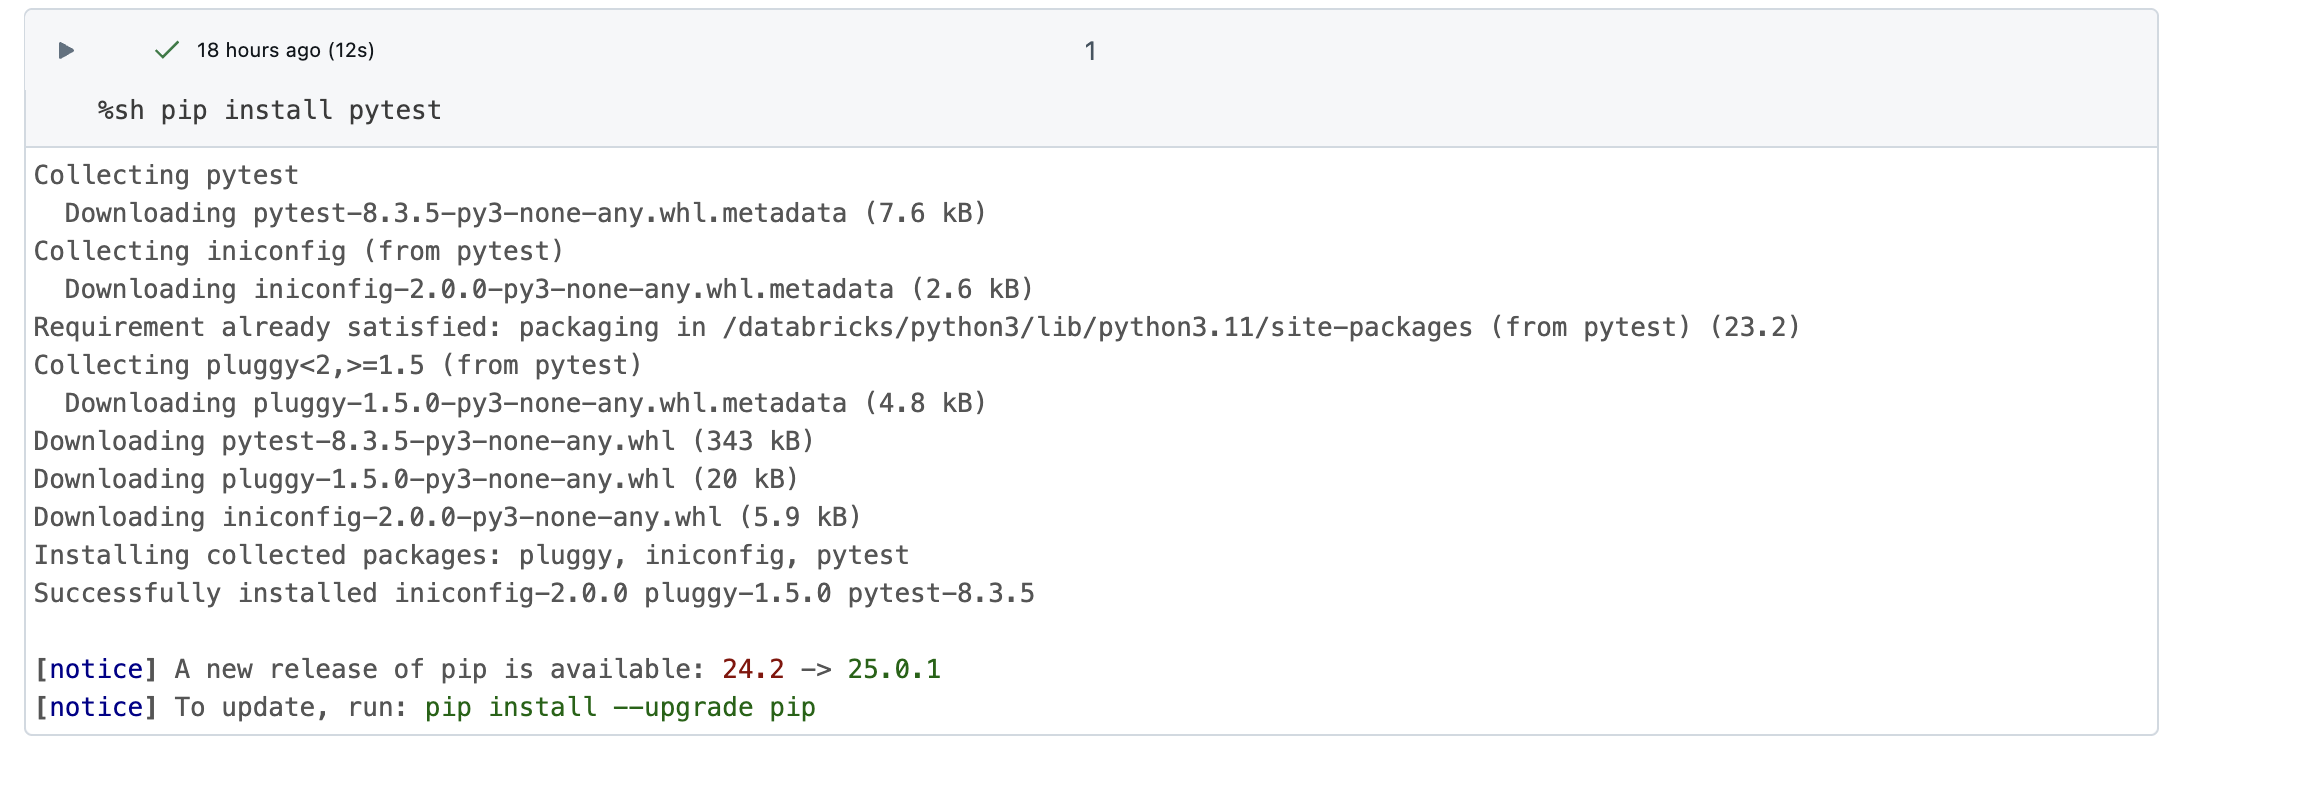 18 hours ago (12s)
1
%sh pip install pytest
Collecting pytest
Downloading pytest-8.3.5-py3-none-any.whl.metadata (7.6 kB)
Collecting iniconfig (from pytest)
Downloading iniconfig-2.0.0-py3-none-any.whl.metadata (2.6 kB)
Requirement already satisfied: packaging in /databricks/python3/lib/python3.11/site-packages (from pytest) (23.2)
Collecting pluggy<2,>=1.5 (from pytest)
Downloading pluggy-1.5.0-py3-none-any.whl.metadata (4.8 kB)
Downloading pytest-8.3.5-py3-none-any.whl (343 kB)
Downloading pluggy-1.5.0-py3-none-any.whl (20 kB)
Downloading iniconfig-2.0.0-py3-none-any.whl (5.9 kB)
Installing collected packages: pluggy, iniconfig, pytest
Successfully installed iniconfig-2.0.0 pluggy-1.5.0 pytest-8.3.5
[notice] A new release of pip is available: 24.2 -> 25.0.1
[notice] To update, run: pip install --upgrade pip